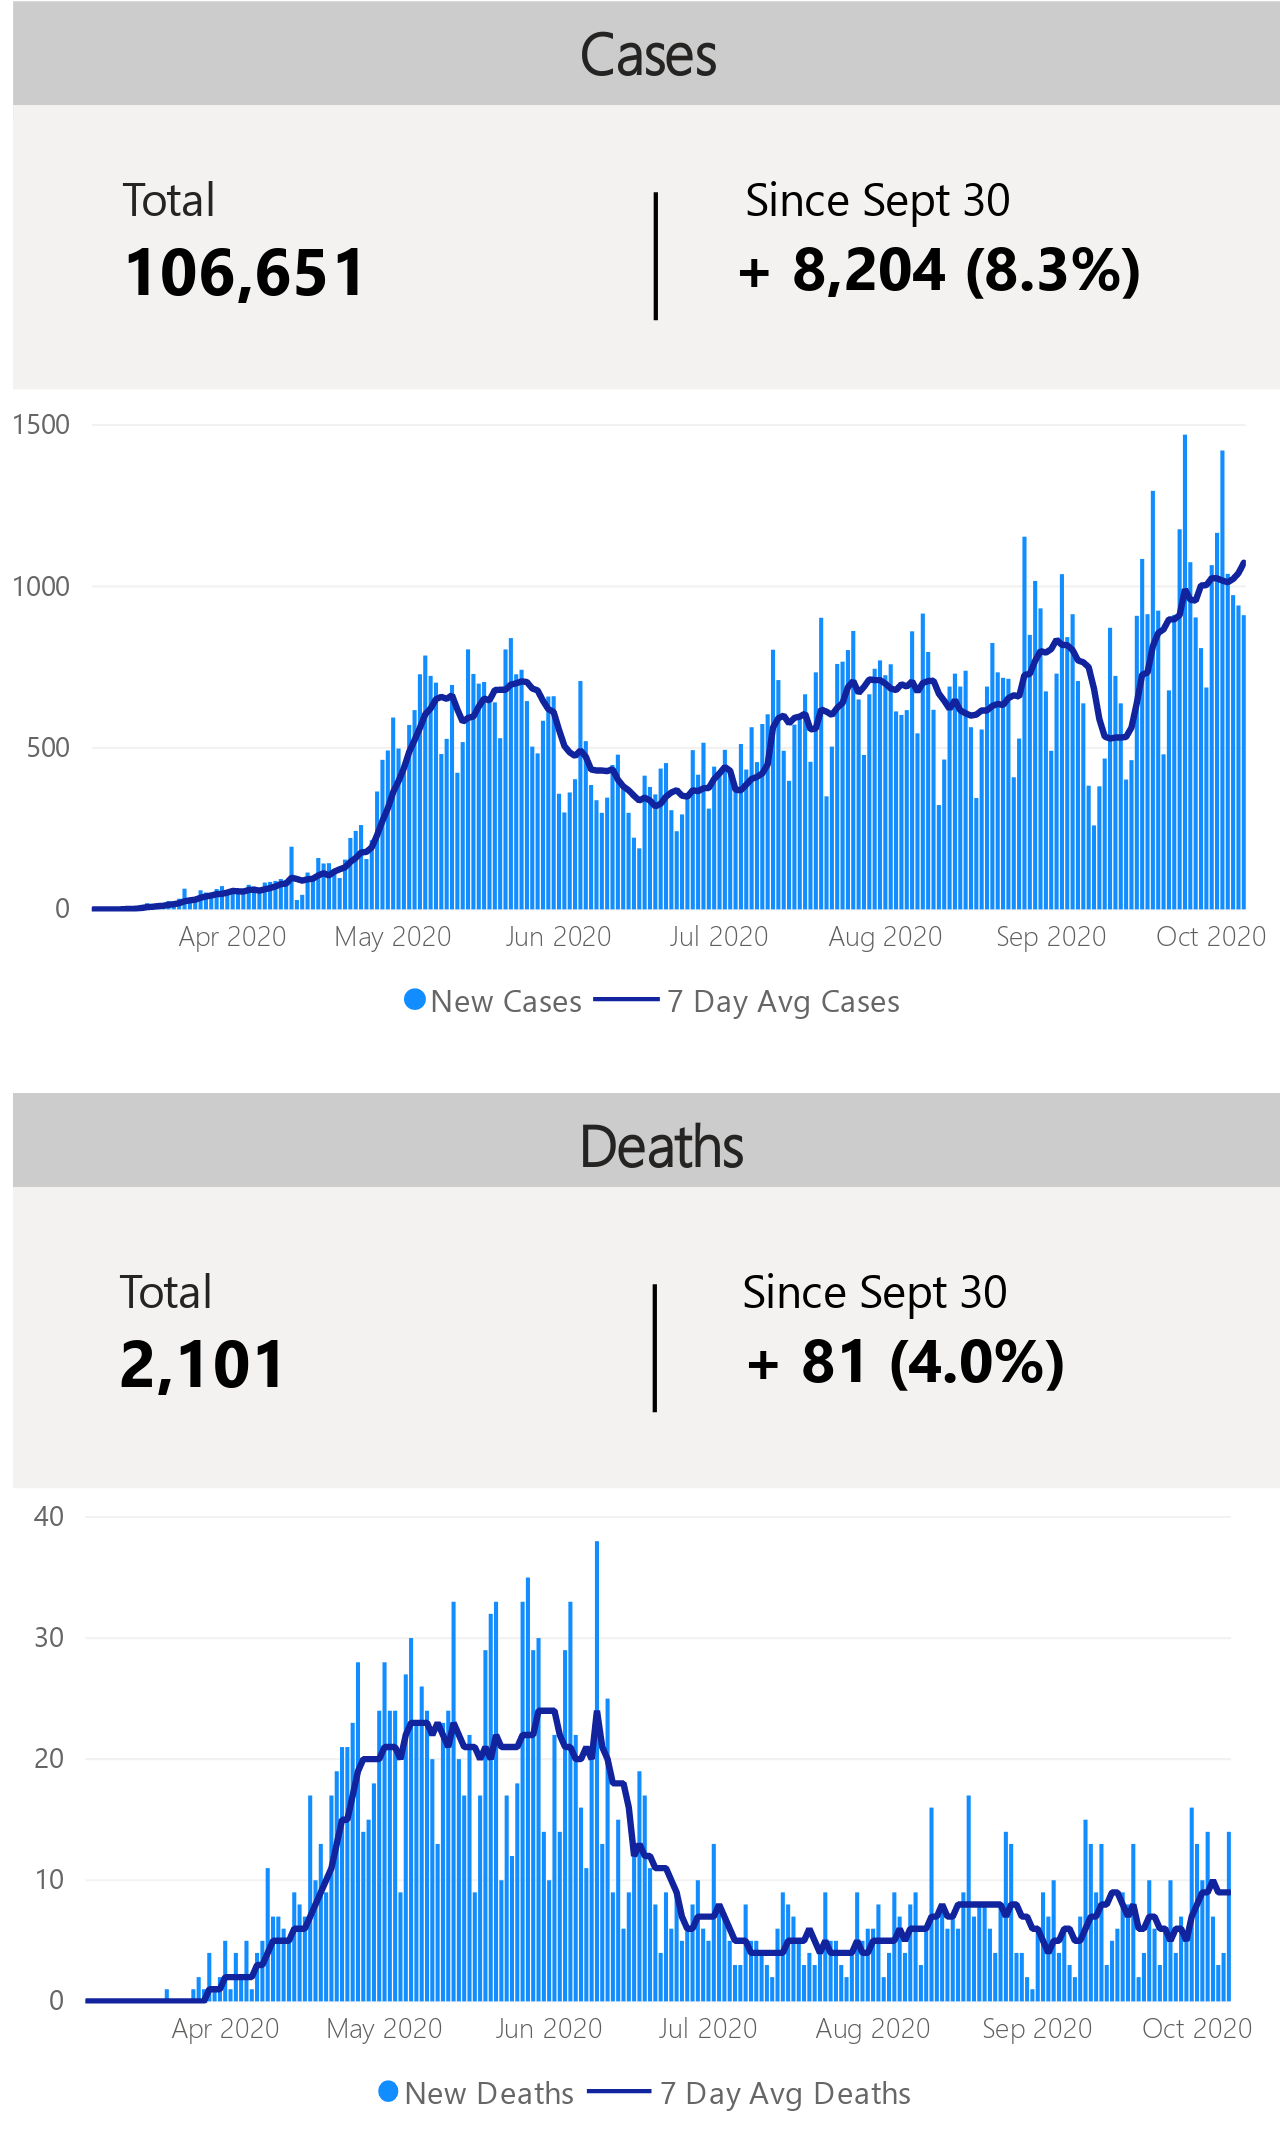 Cases
Total
Since Sept 30
106,651
+ 8,204 (8.3%)
1500
1000
500
0
Apr 2020 May 2020 Jun 2020 Jul 2020 Aug 2020 Sep 2020 Oct 2020
New Cases 7 Day Avg Cases
Deaths
Total
Since Sept 30
2,101
+ 81 (4.0%)
40
30
20
10
0
Apr 2020 May 2020 Jun 2020 Jul 2020 Aug 2020 Sep 2020 Oct 2020
New Deaths 7 Day Avg Deaths